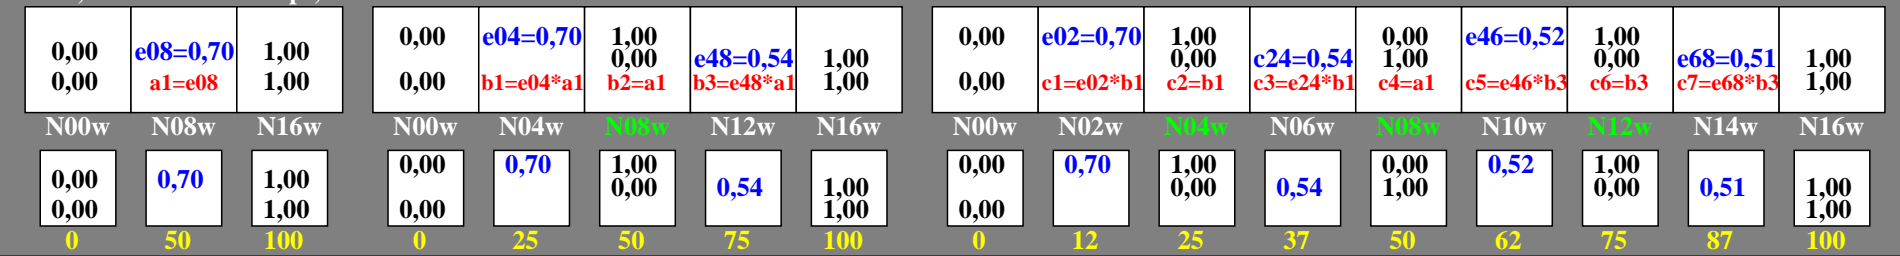 0,00 e08=0,70 1,00
0,00 a1=e08 1,00
N00w N08w N16w
0,00 0,70 1,00
0,00 1,00
0 50 100
0,00 e04=0,70 1,00
0,00 e48=0,54 1,00
0,00 b1=e04*a1 b2=a1 b3=e48*a1 1,00
N00w N04w N08w N12w N16w
0,00 0,70 1,00
0,00 0,54 1,00
0,00 1,00
0 25 50 75 100
0,00 e02=0,70 1,00 0,00 e46=0,52 1,00
0,00 c24=0,54 1,00 0,00 e68=0,51 1,00
0,00 c1=e02*b1 c2=b1 c3=e24*b1 c4=a1 c5=e46*b3 c6=b3 c7=e68*b3 1,00
N00w N02w N04w N06w N08w N10w N12w N14w N16w
0,00 0,70 1,00 0,00 0,52 1,00
0,00 0,54 1,00 0,00 0,51 1,00
0,00 1,00
0 12 25 37 50 62 75 87 100